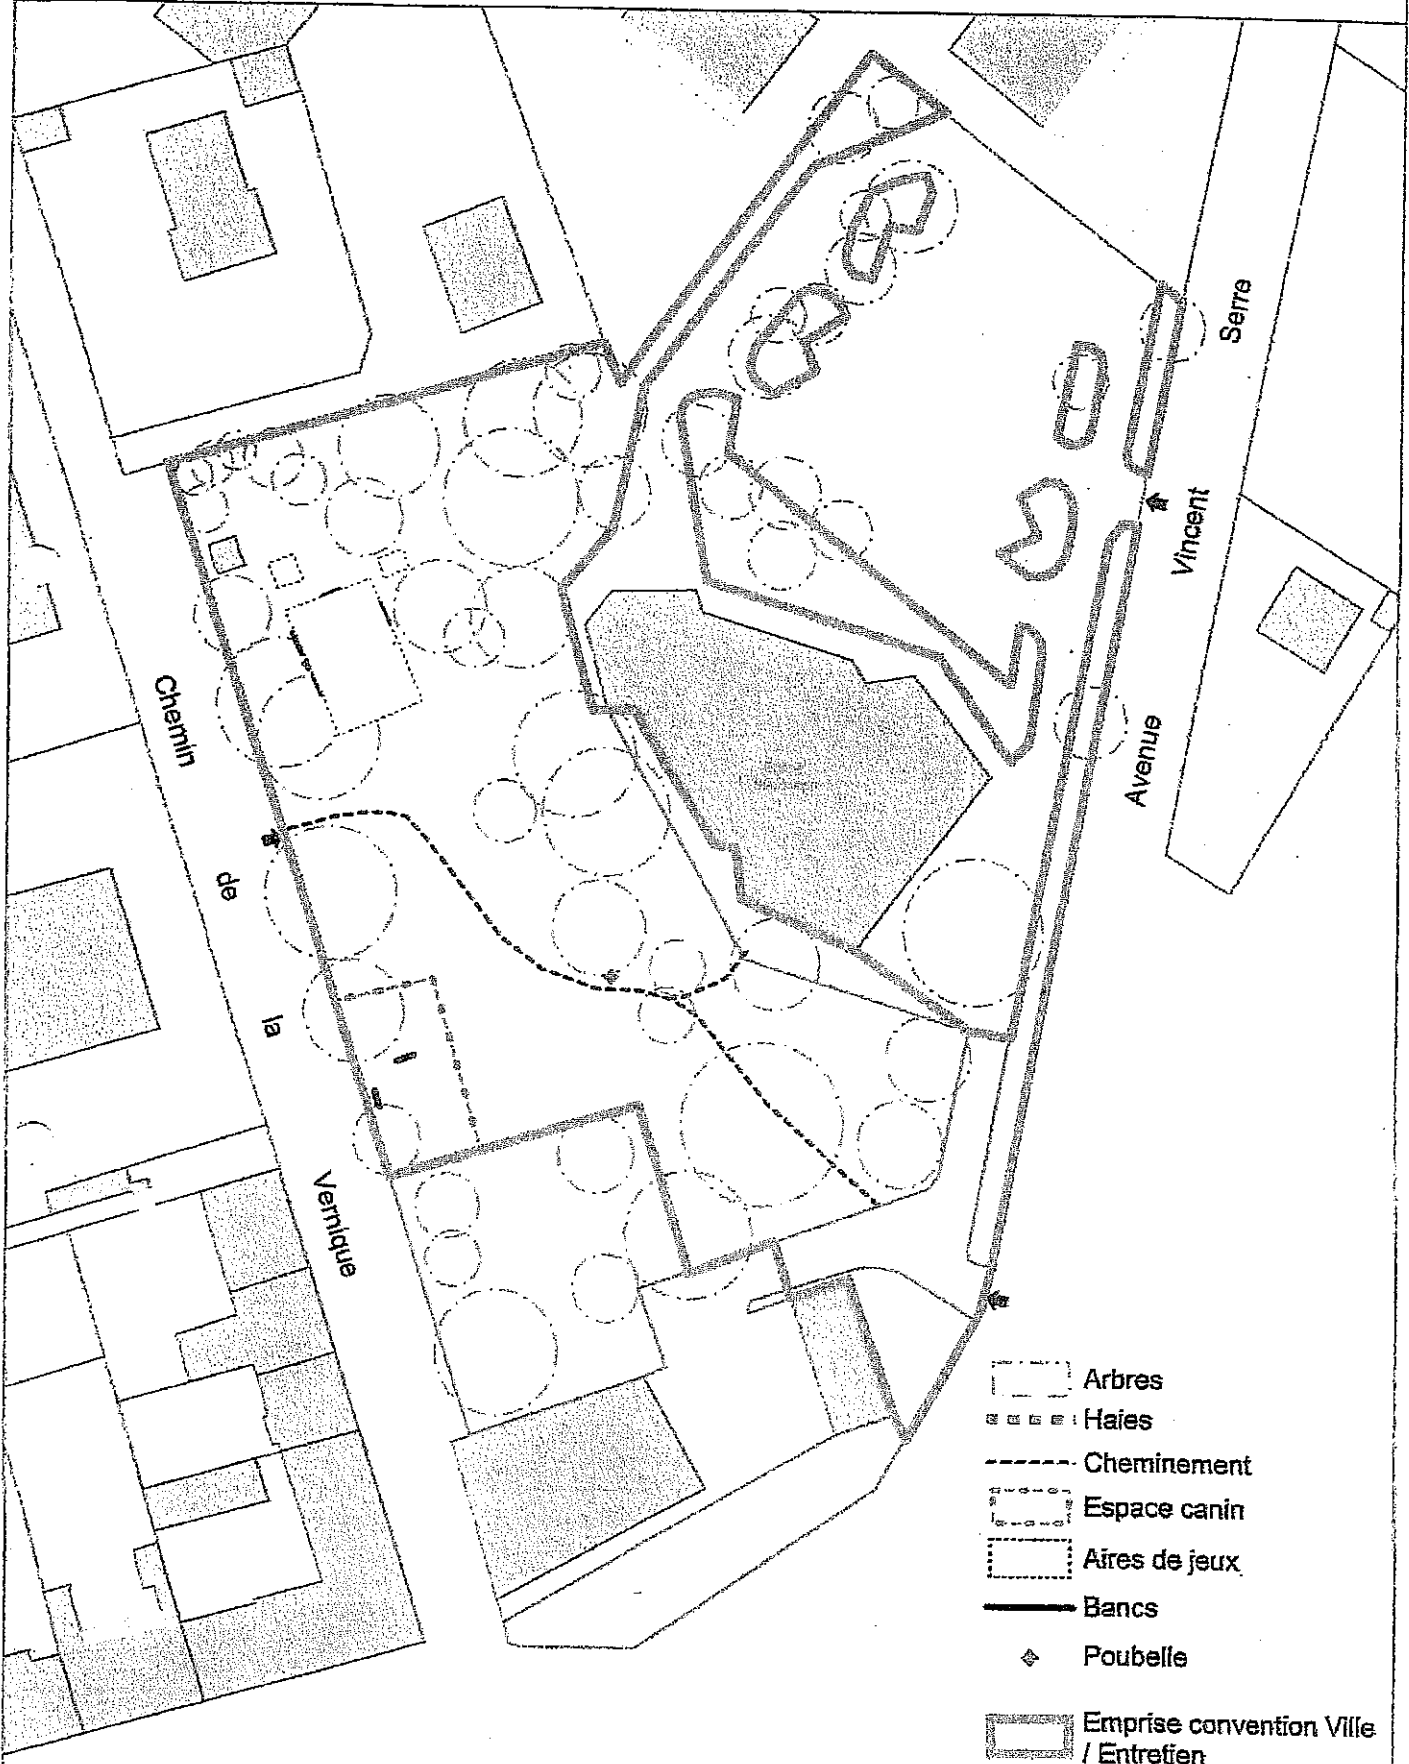 Serre
Vincent
Avenue
Chemin
de
la
Vernique
Arbres
Haies
Cheminement
Espace canin
Aires de jeux
Bancs
Poubelle
Emprise convention Ville
/ Entretien